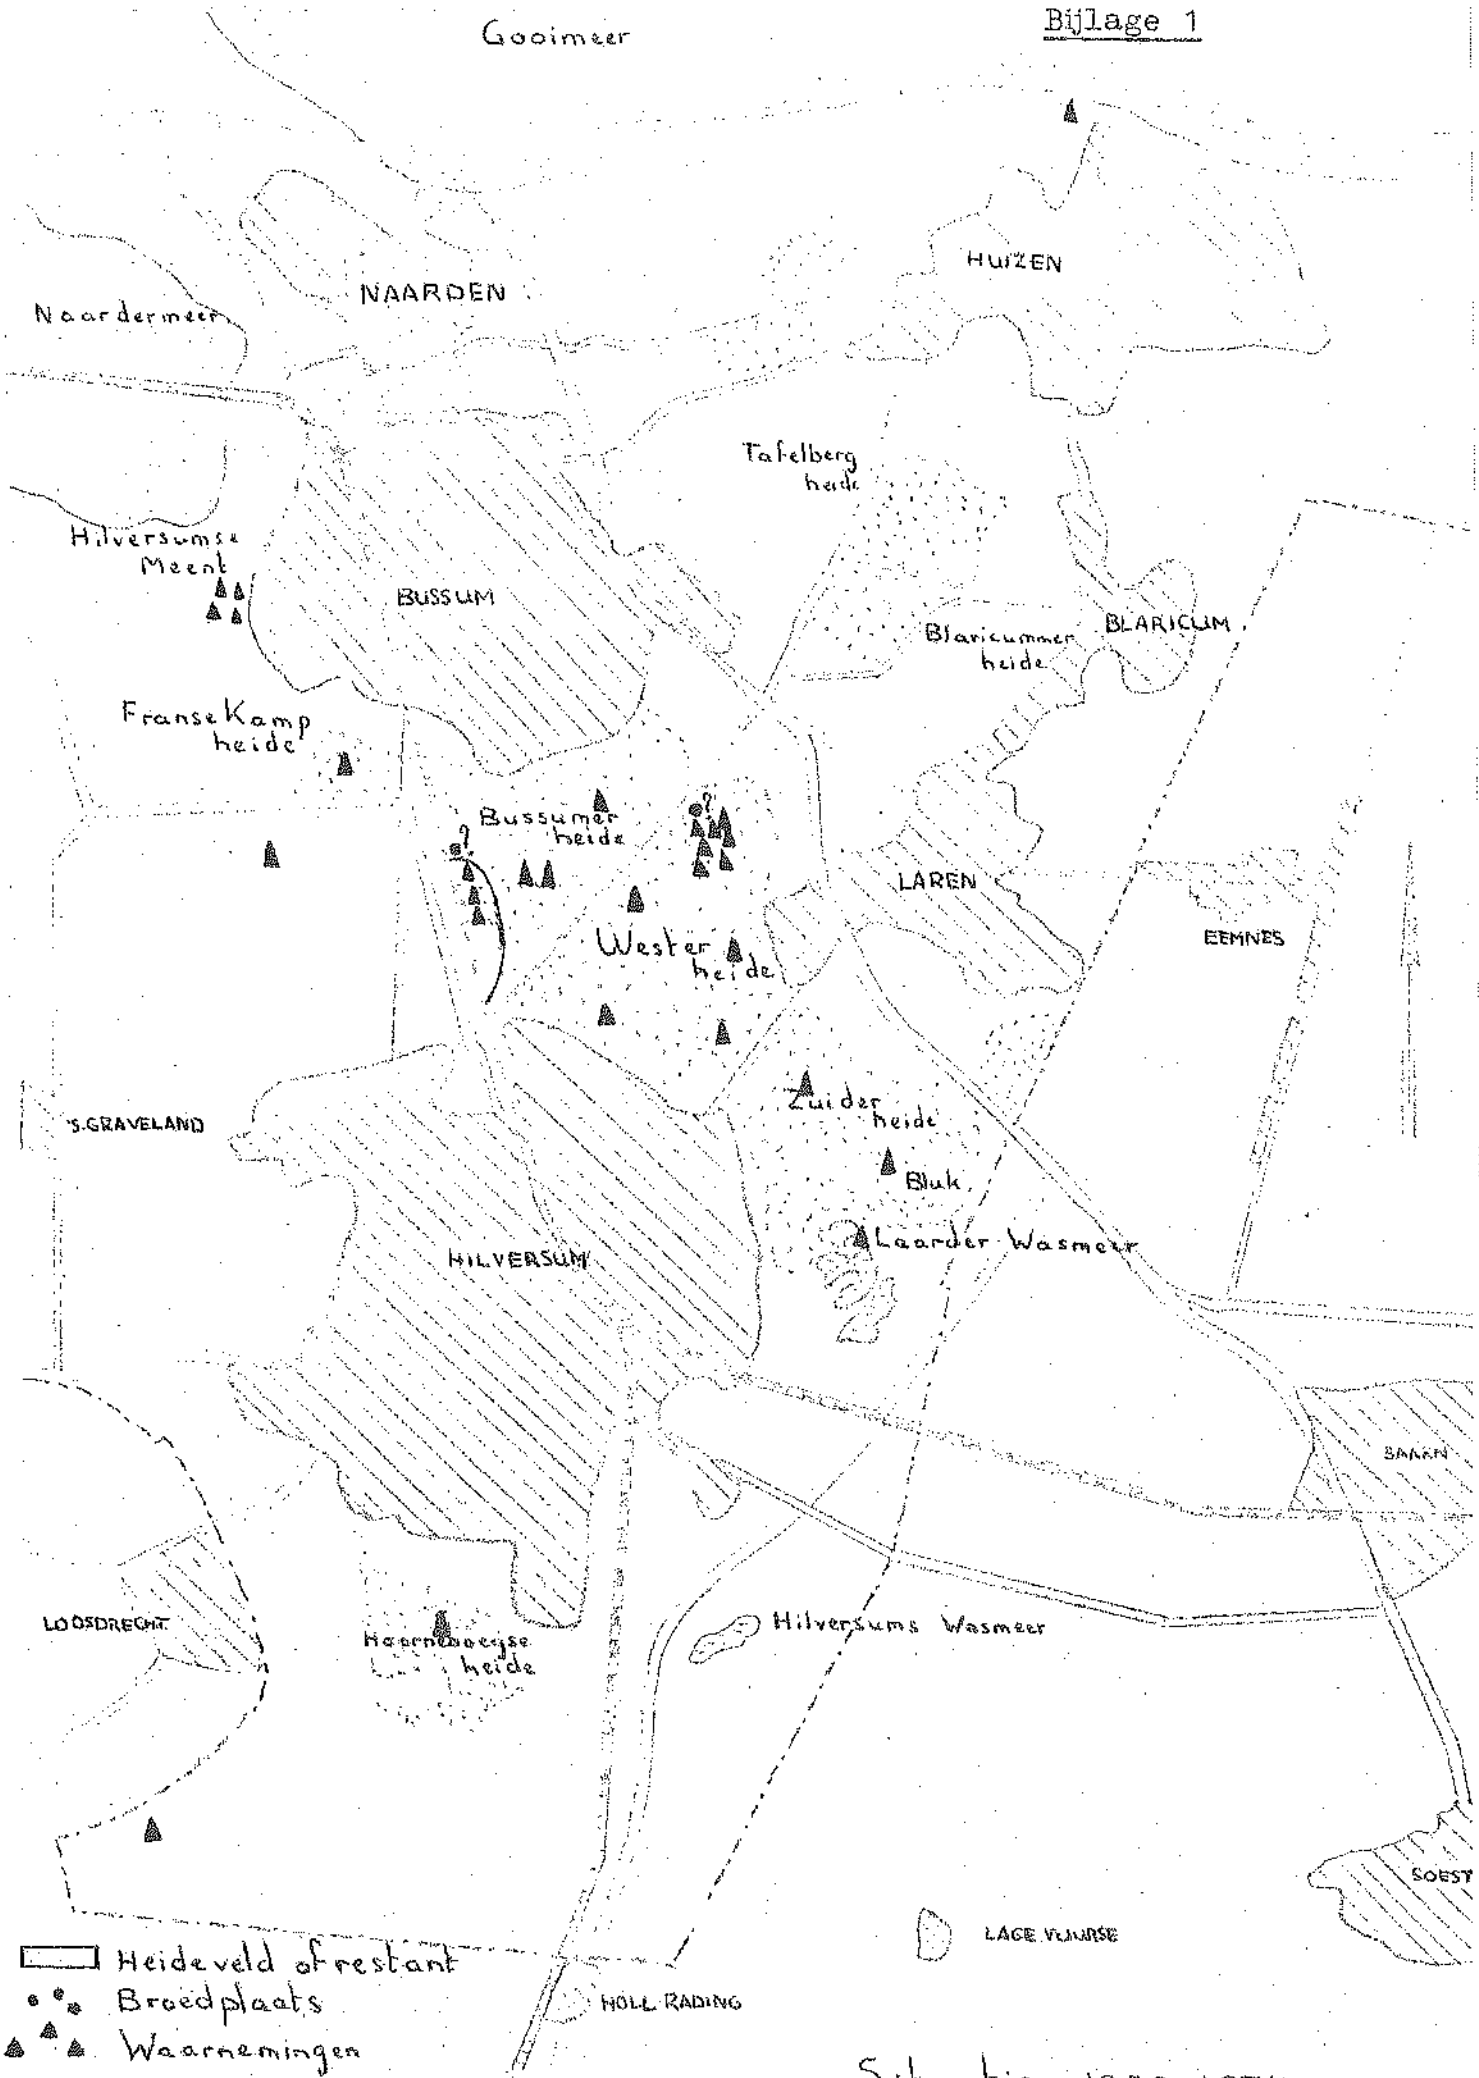 Bijlage 1
Gooimeer
HUIZEN
NAARDEN
Naardermeer
Tafelberg
heide
Hilversumse
Meent
BUSSUM
Blaricummer
heide
BLARICUM
Franse Kamp
heide
?
Bussumer
heide
?
LAREN
EEMNES
Wester
heide
Zuider
heide
'S.GRAVELAND
Bluk
Laarder Wasmeer
HILVERSUM
BAARN
LOOSDRECHT
Hoorneboegse
heide
Hilversums Wasmeer
SOEST
LAGE VUURSE
Heideveld of restant
Broedplaats
HOLL. RADING
Waarnemingen